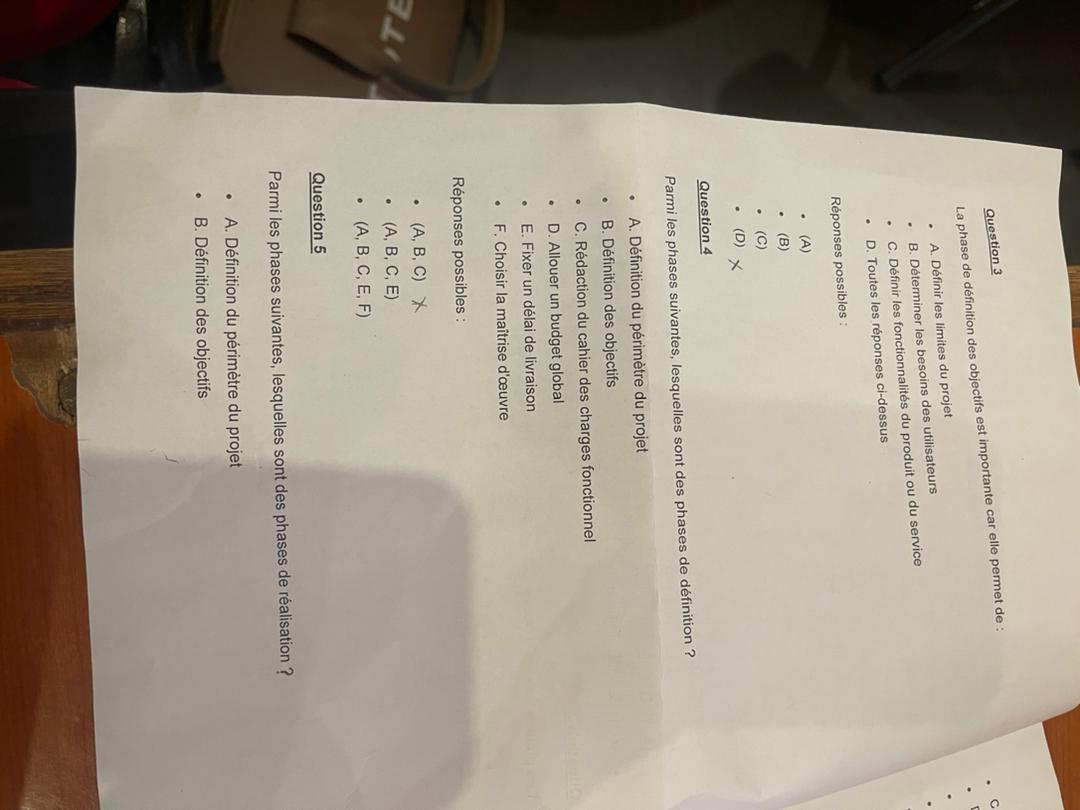 Question 3
La phase de définition des objectifs est importante car elle permet de :
• A. Définir les limites du projet
• B. Déterminer les besoins des utilisateurs
• C. Définir les fonctionnalités du produit ou du service
• D. Toutes les réponses ci-dessus
Réponses possibles :
• (A)
• (B)
• (C)
• (D) X
Question 4
Parmi les phases suivantes, lesquelles sont des phases de définition ?
• A. Définition du périmètre du projet
• B. Définition des objectifs
• C. Rédaction du cahier des charges fonctionnel
• D. Allouer un budget global
• E. Fixer un délai de livraison
• F. Choisir la maîtrise d'œuvre
Réponses possibles :
• (A, B, C) X
• (A, B, C, E)
• (A, B, C, E, F)
Question 5
Parmi les phases suivantes, lesquelles sont des phases de réalisation ?
• A. Définition du périmètre du projet
• B. Définition des objectifs